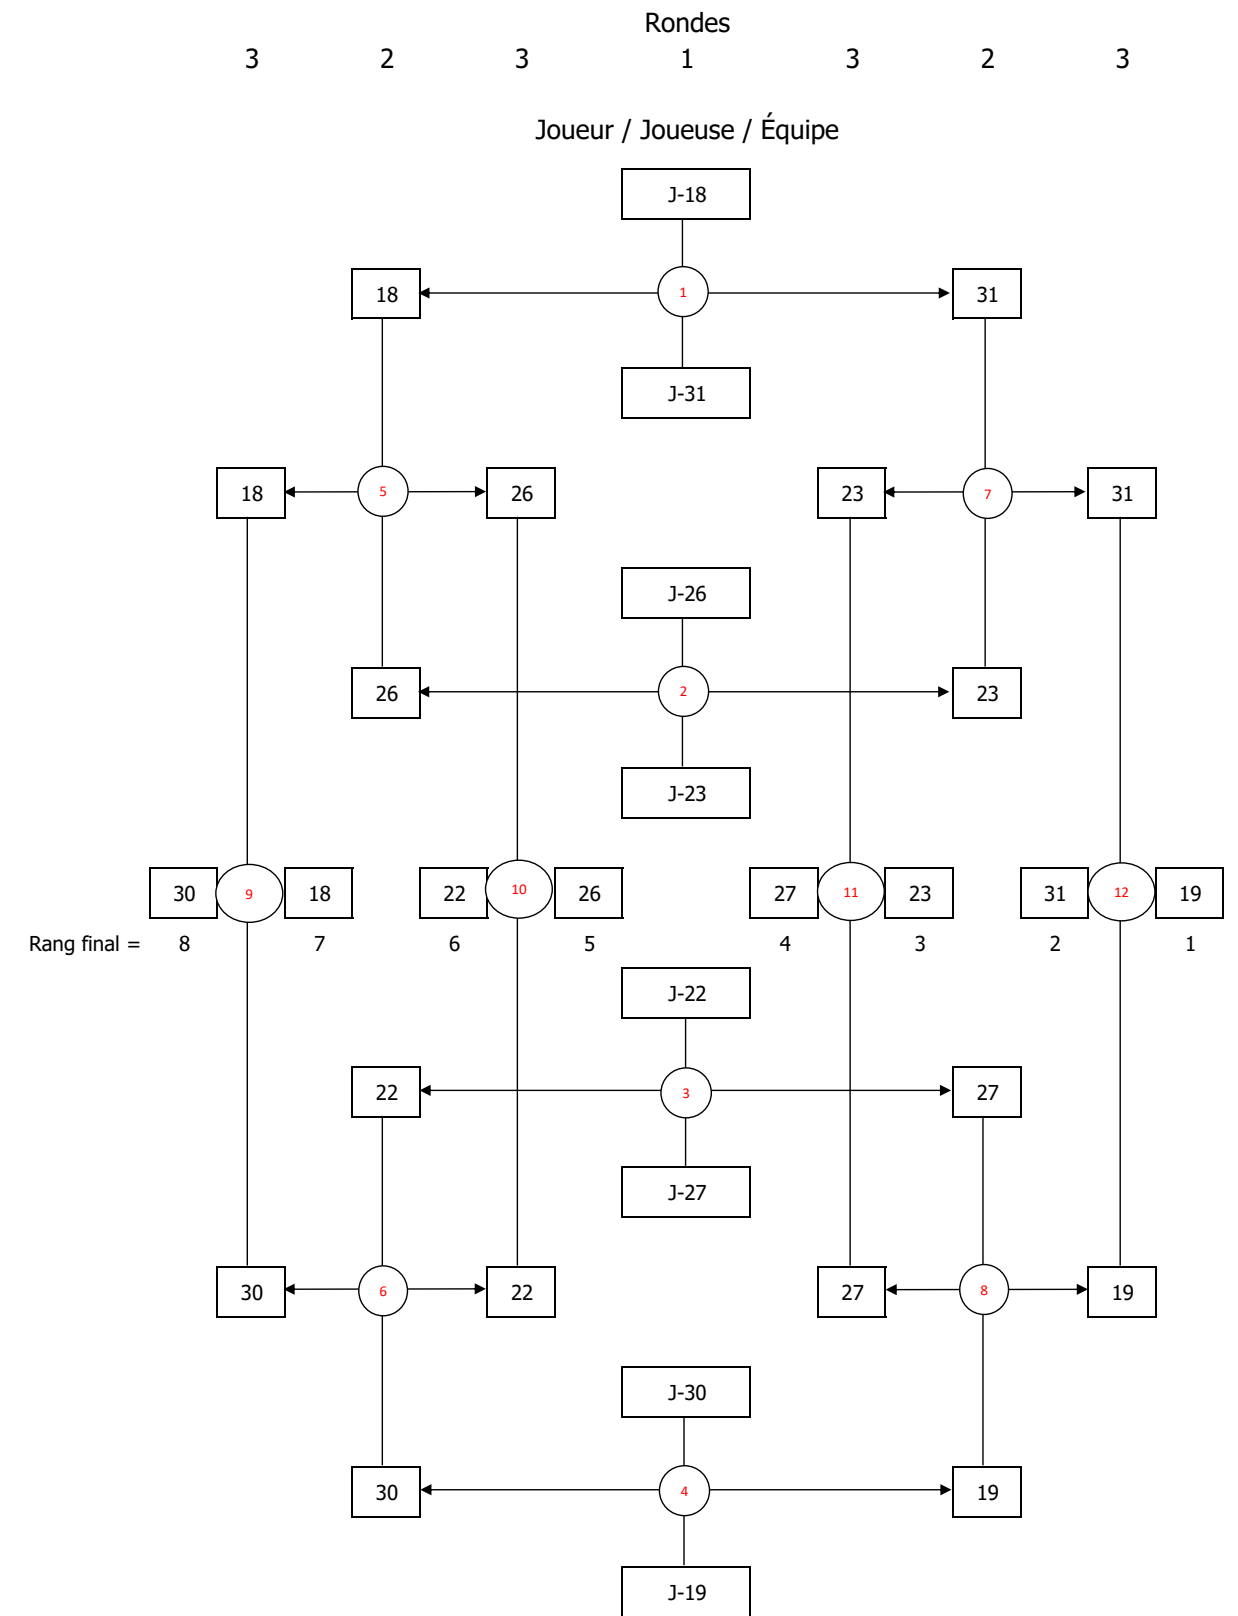 Rondes
3 2 3 1 3 2 3
Joueur / Joueuse / Équipe
J-18
18 1 31
J-31
18 5 26 23 7 31
J-26
26 2 23
J-23
30 9 18 22 10 26 27 11 23 31 12 19
Rang final = 8 7 6 5 4 3 2 1
J-22
22 3 27
J-27
30 6 22 27 8 19
J-30
30 4 19
J-19